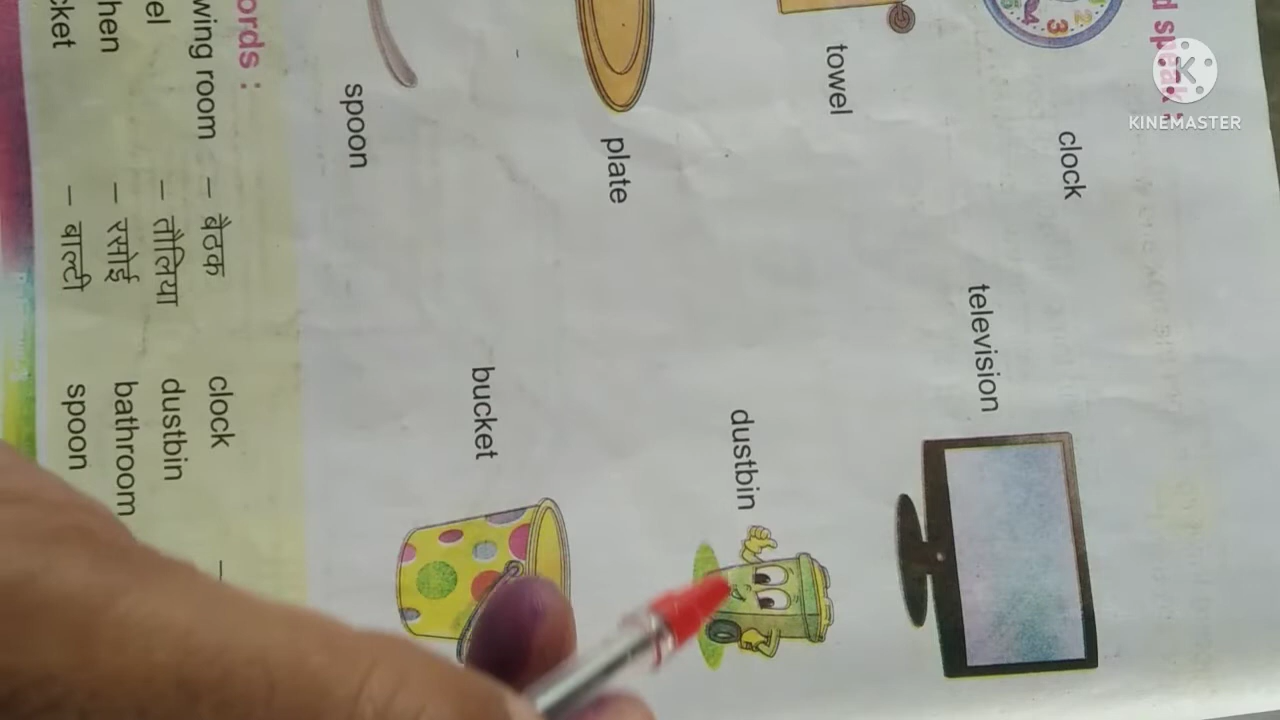 d speak :
KINEMASTER
clock
television
towel
dustbin
plate
bucket
spoon
ords :
wing room – बैठक clock –
el – तौलिया dustbin
hen – रसोई bathroom
cket – बाल्टी spoon